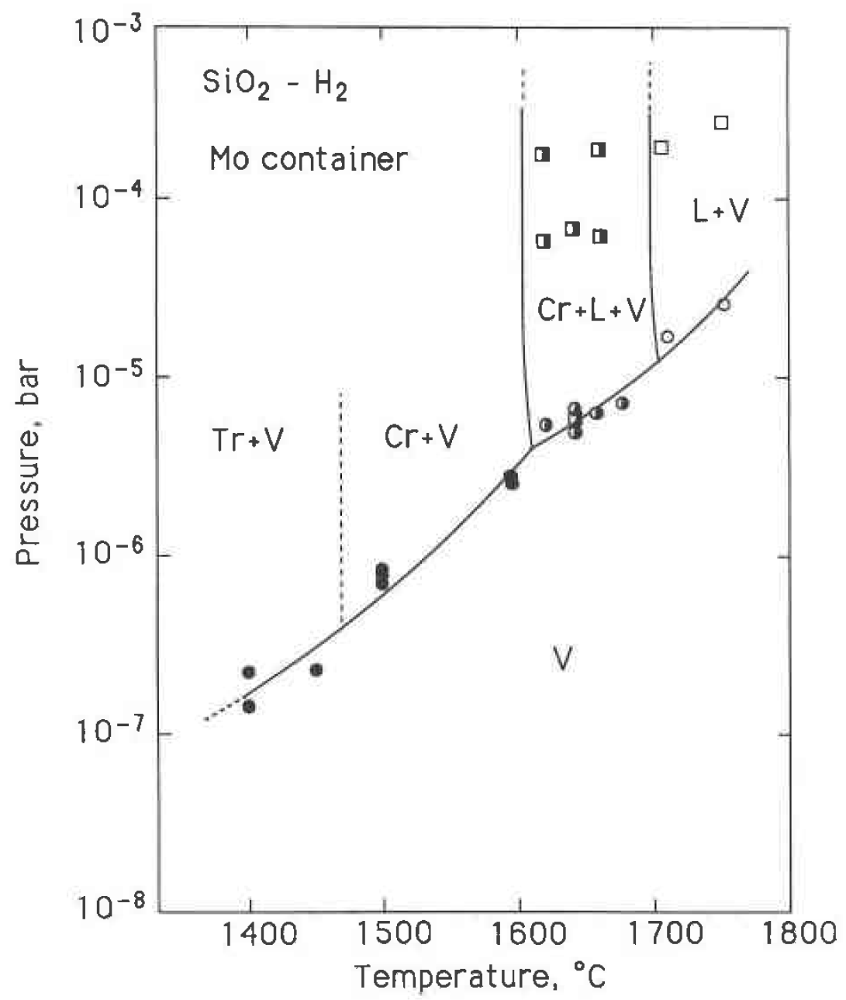 10⁻³
SiO₂ - H₂
Mo container
10⁻⁴
L+V
Cr+L+V
10⁻⁵
Tr+V
Cr+V
10⁻⁶
V
10⁻⁷
10⁻⁸
1400 1500 1600 1700 1800
Temperature, °C
Pressure, bar